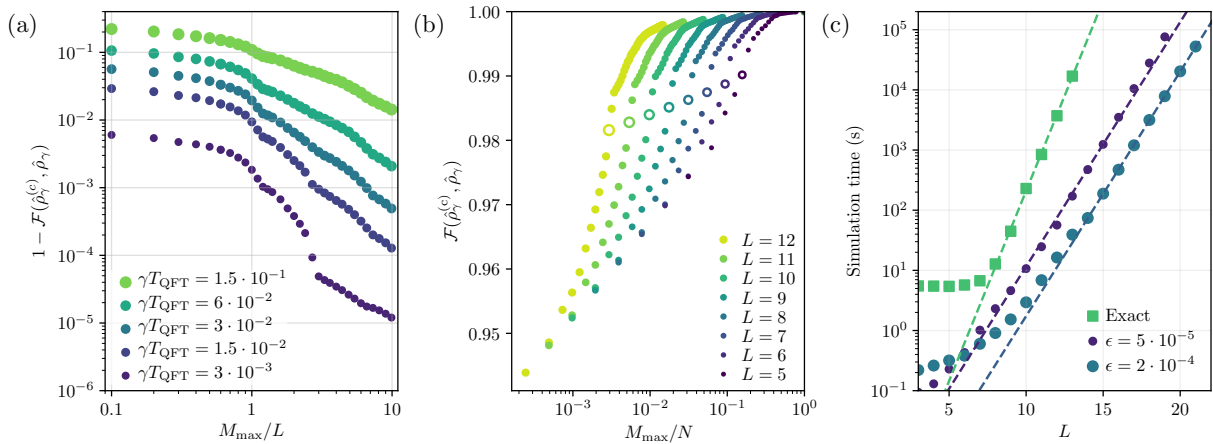 (a)
10^{-1}
10^{-2}
10^{-3}
10^{-4}
10^{-5}
10^{-6}
1 − F(ρ̂_γ^{(c)}, ρ̂_γ)
γT_QFT = 1.5 · 10^{-1}
γT_QFT = 6 · 10^{-2}
γT_QFT = 3 · 10^{-2}
γT_QFT = 1.5 · 10^{-2}
γT_QFT = 3 · 10^{-3}
0.1 1 10
M_max/L
(b)
1.00
0.99
0.98
0.97
0.96
0.95
F(ρ̂_γ^{(c)}, ρ̂_γ)
L = 12
L = 11
L = 10
L = 9
L = 8
L = 7
L = 6
L = 5
10^{-3} 10^{-2} 10^{-1} 10^{0}
M_max/N
(c)
10^{5}
10^{4}
10^{3}
10^{2}
10^{1}
10^{0}
10^{-1}
Simulation time (s)
Exact
ϵ = 5 · 10^{-5}
ϵ = 2 · 10^{-4}
5 10 15 20
L